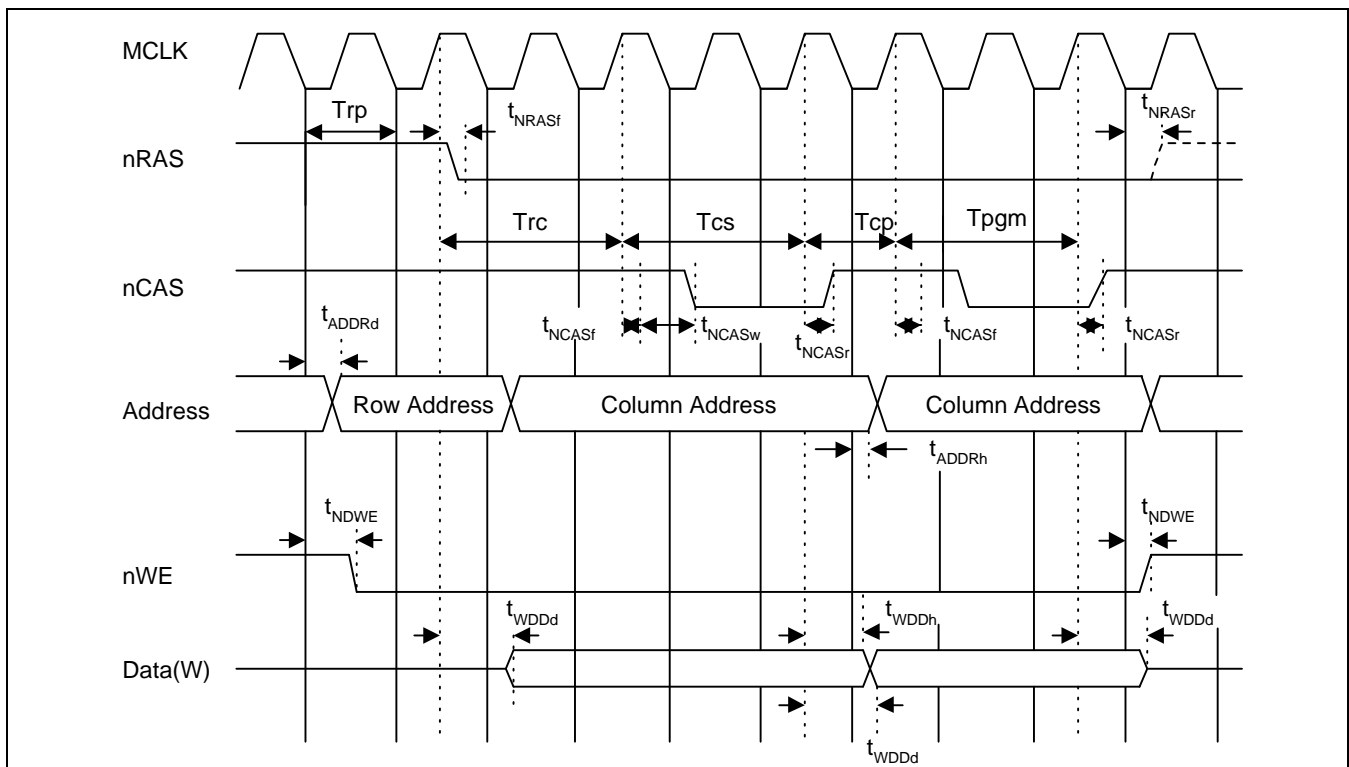 MCLK
Trp
tNRASf
tNRASr
nRAS
Trc
Tcs
Tcp
Tpgm
nCAS
tADDRd
tNCASf
tNCASw
tNCASr
tNCASf
tNCASr
Address
Row Address
Column Address
Column Address
tADDRh
tNDWE
tNDWE
nWE
tWDDd
tWDDh
tWDDd
Data(W)
tWDDd